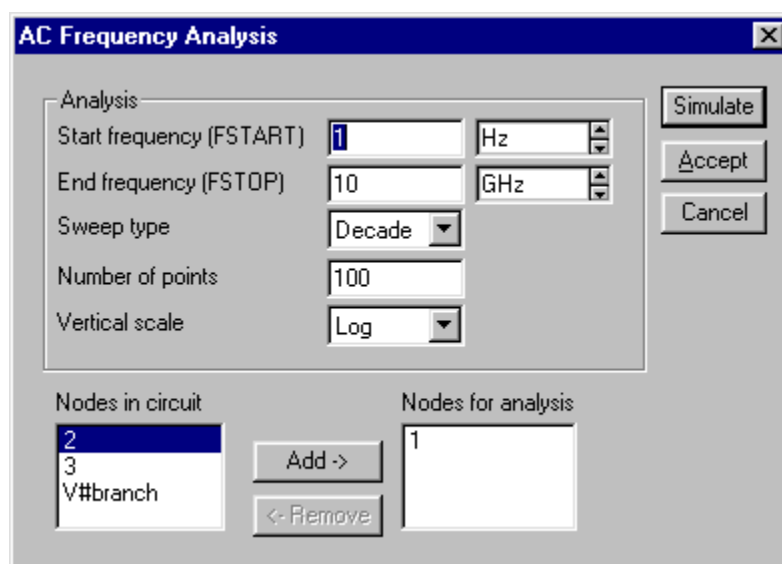 AC Frequency Analysis
Analysis
Simulate
Start frequency (FSTART) 1 Hz
Accept
End frequency (FSTOP) 10 GHz
Cancel
Sweep type Decade
Number of points 100
Vertical scale Log
Nodes in circuit Nodes for analysis
2 1
3
Add ->
V#branch
<- Remove